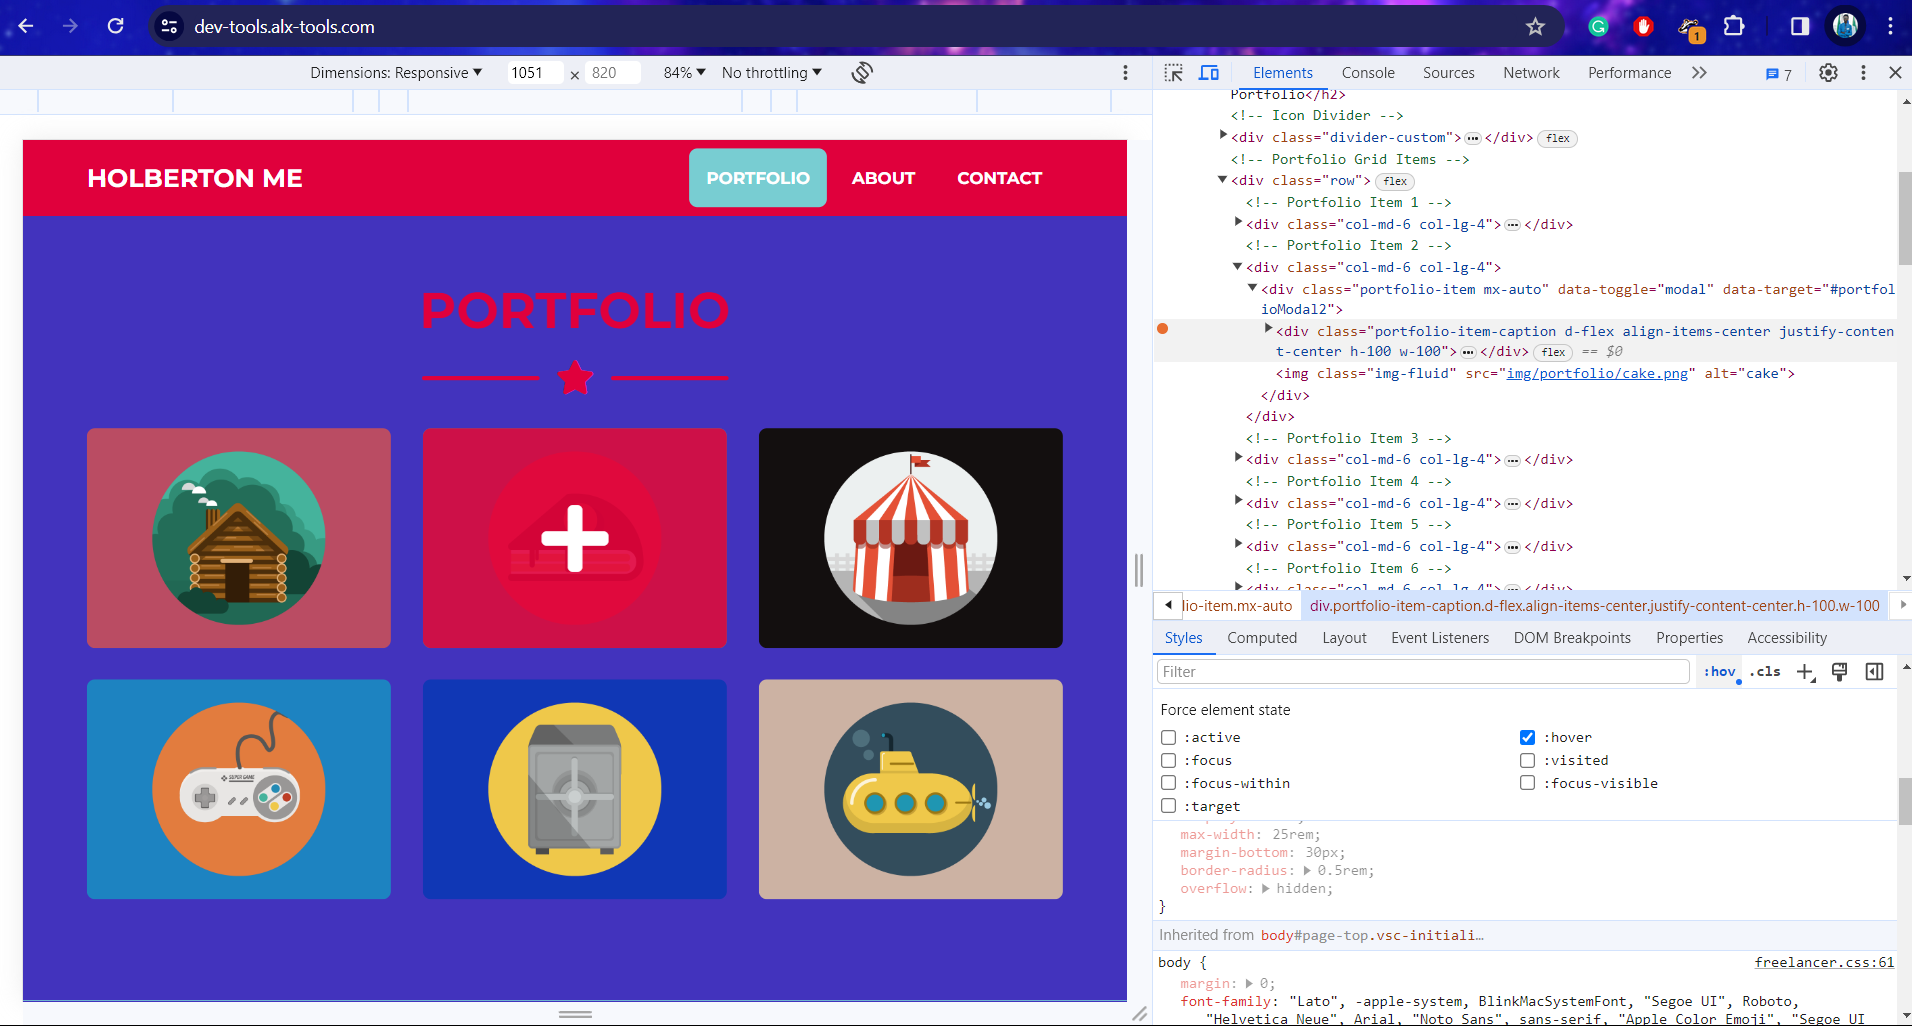 dev-tools.alx-tools.com
1
Dimensions: Responsive ▼ 1051 × 820 84% ▼ No throttling ▼
Elements Console Sources Network Performance 7
HOLBERTON ME
PORTFOLIO ABOUT CONTACT
PORTFOLIO
SUPER GAME
Portfolio</h2>
<!-- Icon Divider -->
<div class="divider-custom"> ••• </div> flex
<!-- Portfolio Grid Items -->
<div class="row"> flex
<!-- Portfolio Item 1 -->
<div class="col-md-6 col-lg-4"> ••• </div>
<!-- Portfolio Item 2 -->
<div class="col-md-6 col-lg-4">
<div class="portfolio-item mx-auto" data-toggle="modal" data-target="#portfol
ioModal2">
<div class="portfolio-item-caption d-flex align-items-center justify-conten
t-center h-100 w-100"> ••• </div> flex == $0
<img class="img-fluid" src="img/portfolio/cake.png" alt="cake">
</div>
</div>
<!-- Portfolio Item 3 -->
<div class="col-md-6 col-lg-4"> ••• </div>
<!-- Portfolio Item 4 -->
<div class="col-md-6 col-lg-4"> ••• </div>
<!-- Portfolio Item 5 -->
<div class="col-md-6 col-lg-4"> ••• </div>
<!-- Portfolio Item 6 -->
<div class="col-md-6 col-lg-4"> ••• </div>
lio-item.mx-auto div.portfolio-item-caption.d-flex.align-items-center.justify-content-center.h-100.w-100
Styles Computed Layout Event Listeners DOM Breakpoints Properties Accessibility
Filter :hov .cls
Force element state
:active :hover
:focus :visited
:focus-within :focus-visible
:target
max-width: 25rem;
margin-bottom: 30px;
border-radius: 0.5rem;
overflow: hidden;
}
Inherited from body#page-top.vsc-initiali…
body { freelancer.css:61
margin: 0;
font-family: "Lato", -apple-system, BlinkMacSystemFont, "Segoe UI", Roboto,
"Helvetica Neue", Arial, "Noto Sans", sans-serif, "Apple Color Emoji", "Segoe UI